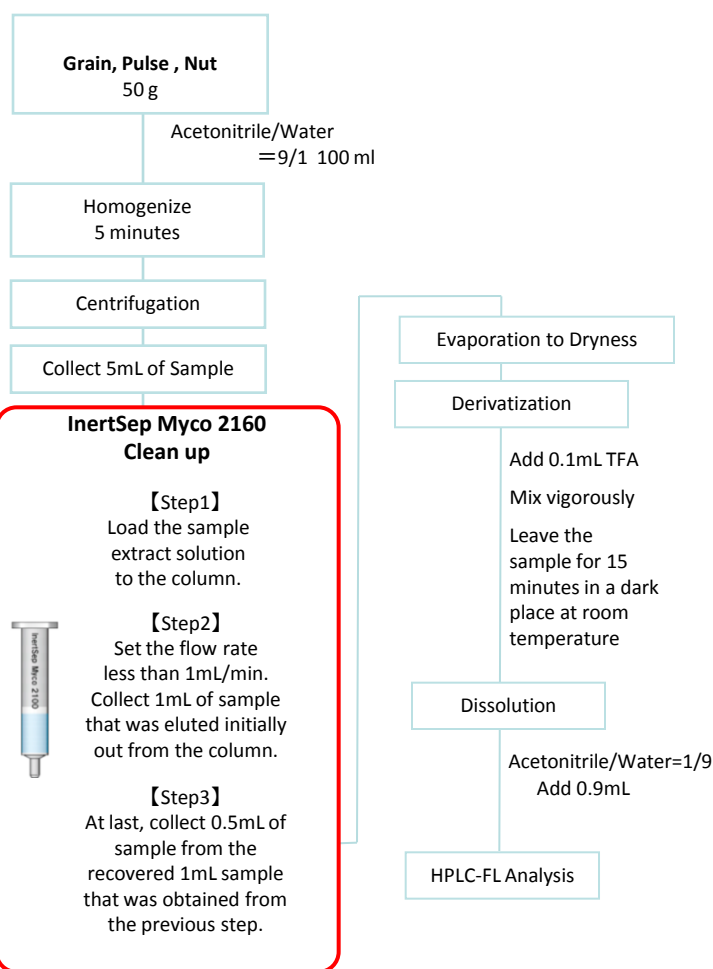 Grain, Pulse , Nut
50 g
Acetonitrile/Water
＝9/1 100 ml
Homogenize
5 minutes
Centrifugation
Collect 5mL of Sample
InertSep Myco 2160
Clean up
【Step1】
Load the sample
extract solution
to the column.
【Step2】
Set the flow rate
less than 1mL/min.
Collect 1mL of sample
that was eluted initially
out from the column.
InertSep Myco 2100
【Step3】
At last, collect 0.5mL of
sample from the
recovered 1mL sample
that was obtained from
the previous step.
Evaporation to Dryness
Derivatization
Add 0.1mL TFA
Mix vigorously
Leave the
sample for 15
minutes in a dark
place at room
temperature
Dissolution
Acetonitrile/Water=1/9
Add 0.9mL
HPLC-FL Analysis